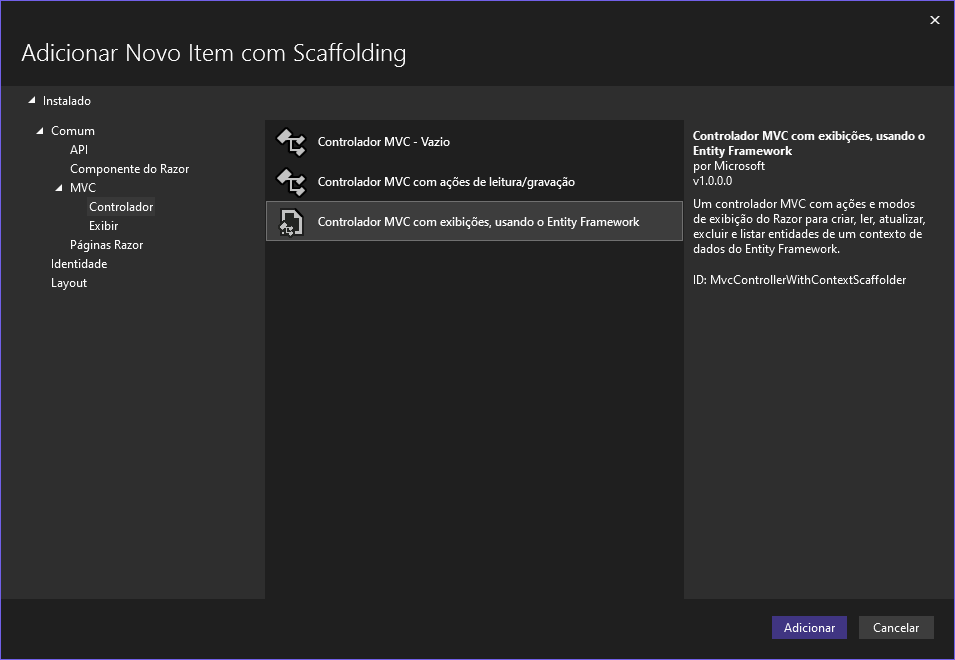 Adicionar Novo Item com Scaffolding
Instalado
Comum
API
Componente do Razor
MVC
Controlador
Exibir
Páginas Razor
Identidade
Layout
Controlador MVC - Vazio
Controlador MVC com ações de leitura/gravação
Controlador MVC com exibições, usando o Entity Framework
Controlador MVC com exibições, usando o
Entity Framework
por Microsoft
v1.0.0.0
Um controlador MVC com ações e modos
de exibição do Razor para criar, ler, atualizar,
excluir e listar entidades de um contexto de
dados do Entity Framework.
ID: MvcControllerWithContextScaffolder
Adicionar
Cancelar